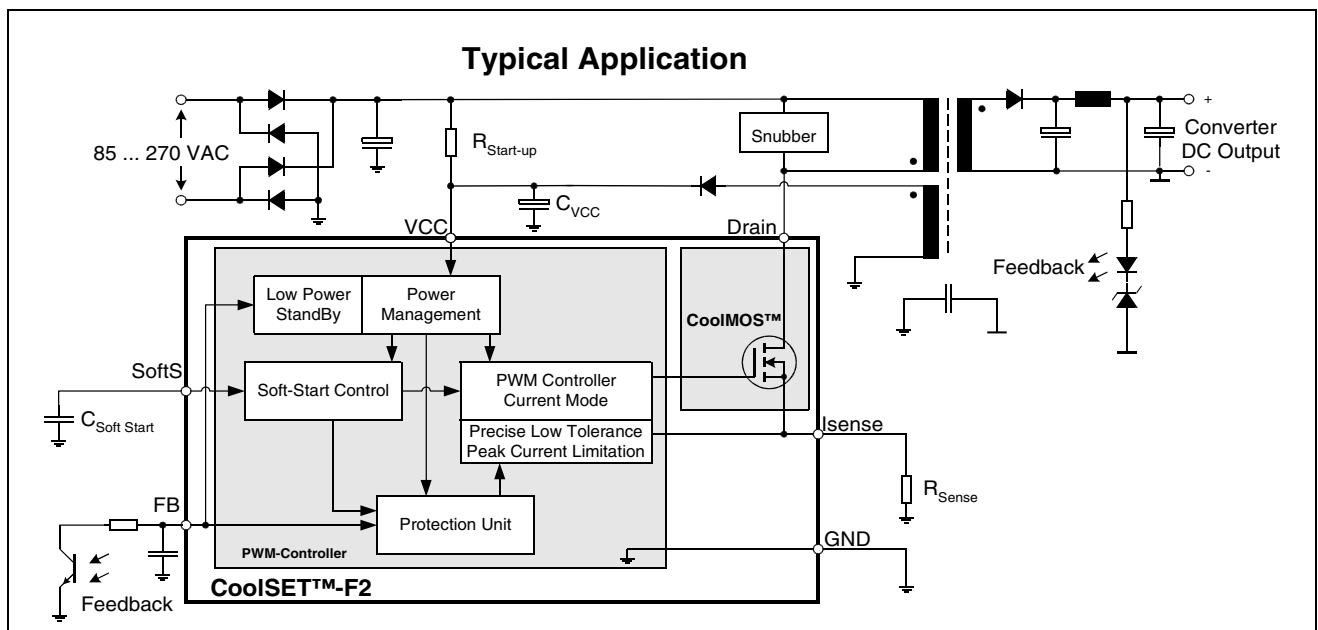 Typical Application
85 ... 270 VAC
RStart-up
Snubber
+
Converter
DC Output
-
CVCC
VCC
Drain
Feedback
Low Power
StandBy
Power
Management
CoolMOS™
SoftS
Soft-Start Control
PWM Controller
Current Mode
CSoft Start
Isense
Precise Low Tolerance
Peak Current Limitation
RSense
FB
Protection Unit
GND
PWM-Controller
CoolSET™-F2
Feedback